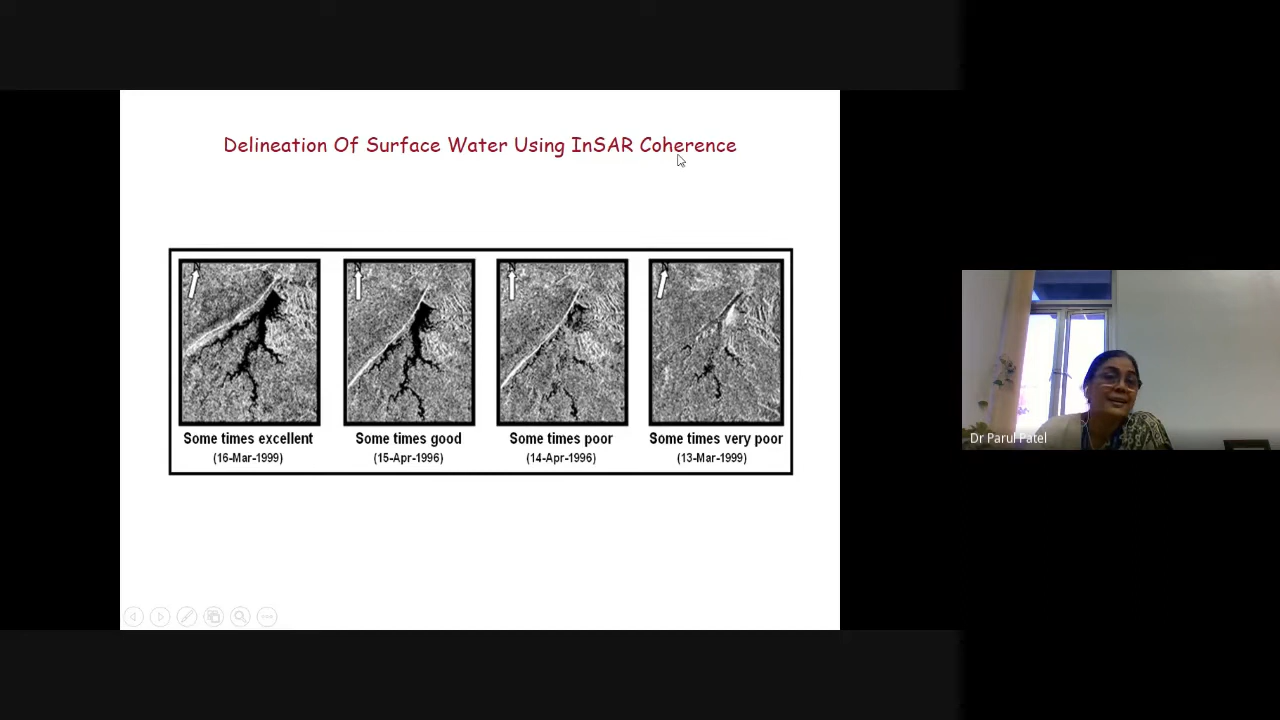 Delineation Of Surface Water Using InSAR Coherence
N N N N
Some times excellent
(16-Mar-1999)
Some times good
(15-Apr-1996)
Some times poor
(14-Apr-1996)
Some times very poor
(13-Mar-1999)
Dr Parul Patel